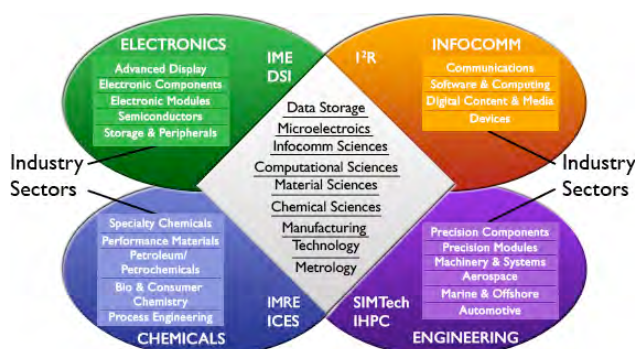 ELECTRONICS
Advanced Display
Electronic Components
Electronic Modules
Semiconductors
Storage & Peripherals
IME
DSI
I²R
INFOCOMM
Communications
Software & Computing
Digital Content & Media
Devices
Industry
Sectors
Data Storage
Microelectroics
Infocomm Sciences
Computational Sciences
Material Sciences
Chemical Sciences
Manufacturing
Technology
Metrology
Industry
Sectors
Specialty Chemicals
Performance Materials
Petroleum/
Petrochemicals
Bio & Consumer
Chemistry
Process Engineering
CHEMICALS
IMRE
ICES
SIMTech
IHPC
Precision Components
Precision Modules
Machinery & Systems
Aerospace
Marine & Offshore
Automotive
ENGINEERING